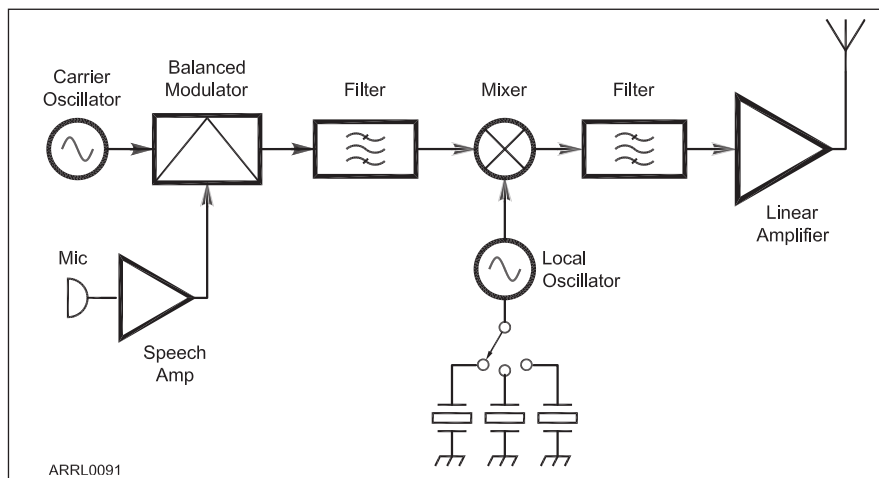 Carrier
Oscillator
Balanced
Modulator
Filter
Mixer
Filter
Linear
Amplifier
Mic
Speech
Amp
Local
Oscillator
ARRL0091